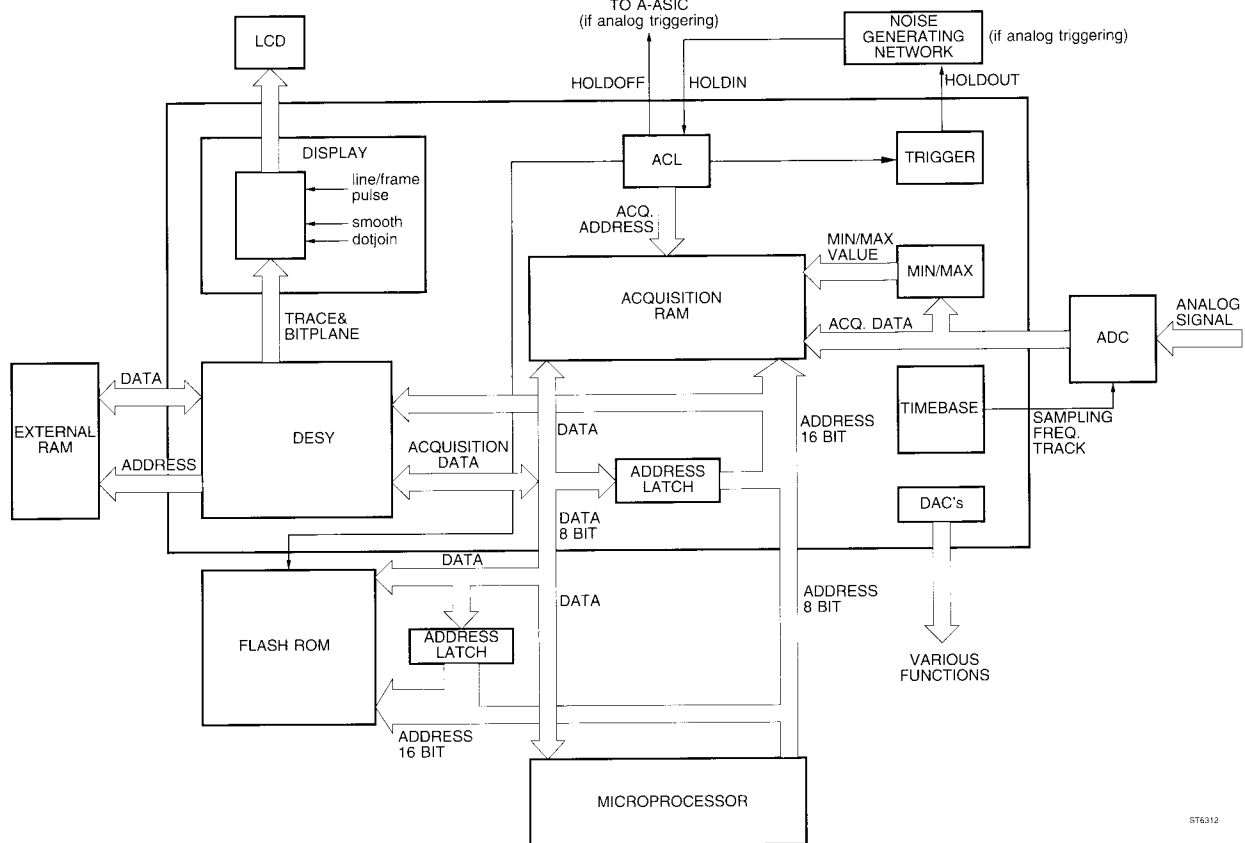 TO A-ASIC
(if analog triggering)
LCD
NOISE
GENERATING
NETWORK
(if analog triggering)
HOLDOFF
HOLDIN
HOLDOUT
DISPLAY
line/frame
pulse
smooth
dotjoin
ACL
TRIGGER
ACQ.
ADDRESS
MIN/MAX
VALUE
MIN/MAX
ACQUISITION
RAM
ACQ. DATA
ANALOG
SIGNAL
ADC
TRACE&
BITPLANE
DATA
EXTERNAL
RAM
ADDRESS
DESY
ACQUISITION
DATA
DATA
ADDRESS
16 BIT
TIMEBASE
SAMPLING
FREQ.
TRACK
ADDRESS
LATCH
DATA
8 BIT
DAC's
DATA
DATA
ADDRESS
8 BIT
FLASH ROM
ADDRESS
LATCH
VARIOUS
FUNCTIONS
ADDRESS
16 BIT
MICROPROCESSOR
ST6312